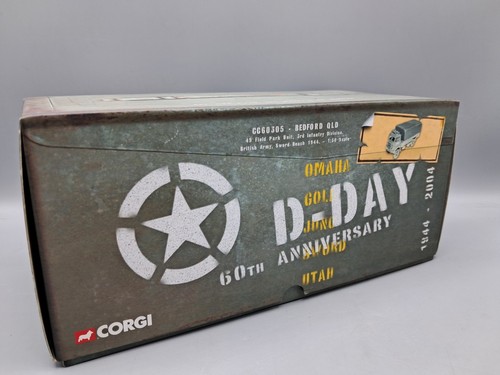 CC60305 - BEDFORD QLD
British Army, Sword Beach 1944. - 1:50 Scale
OMAHA
GOLD
JUNO
SWORD
UTAH
D-DAY
60TH ANNIVERSARY
1944 - 2004
CORGI